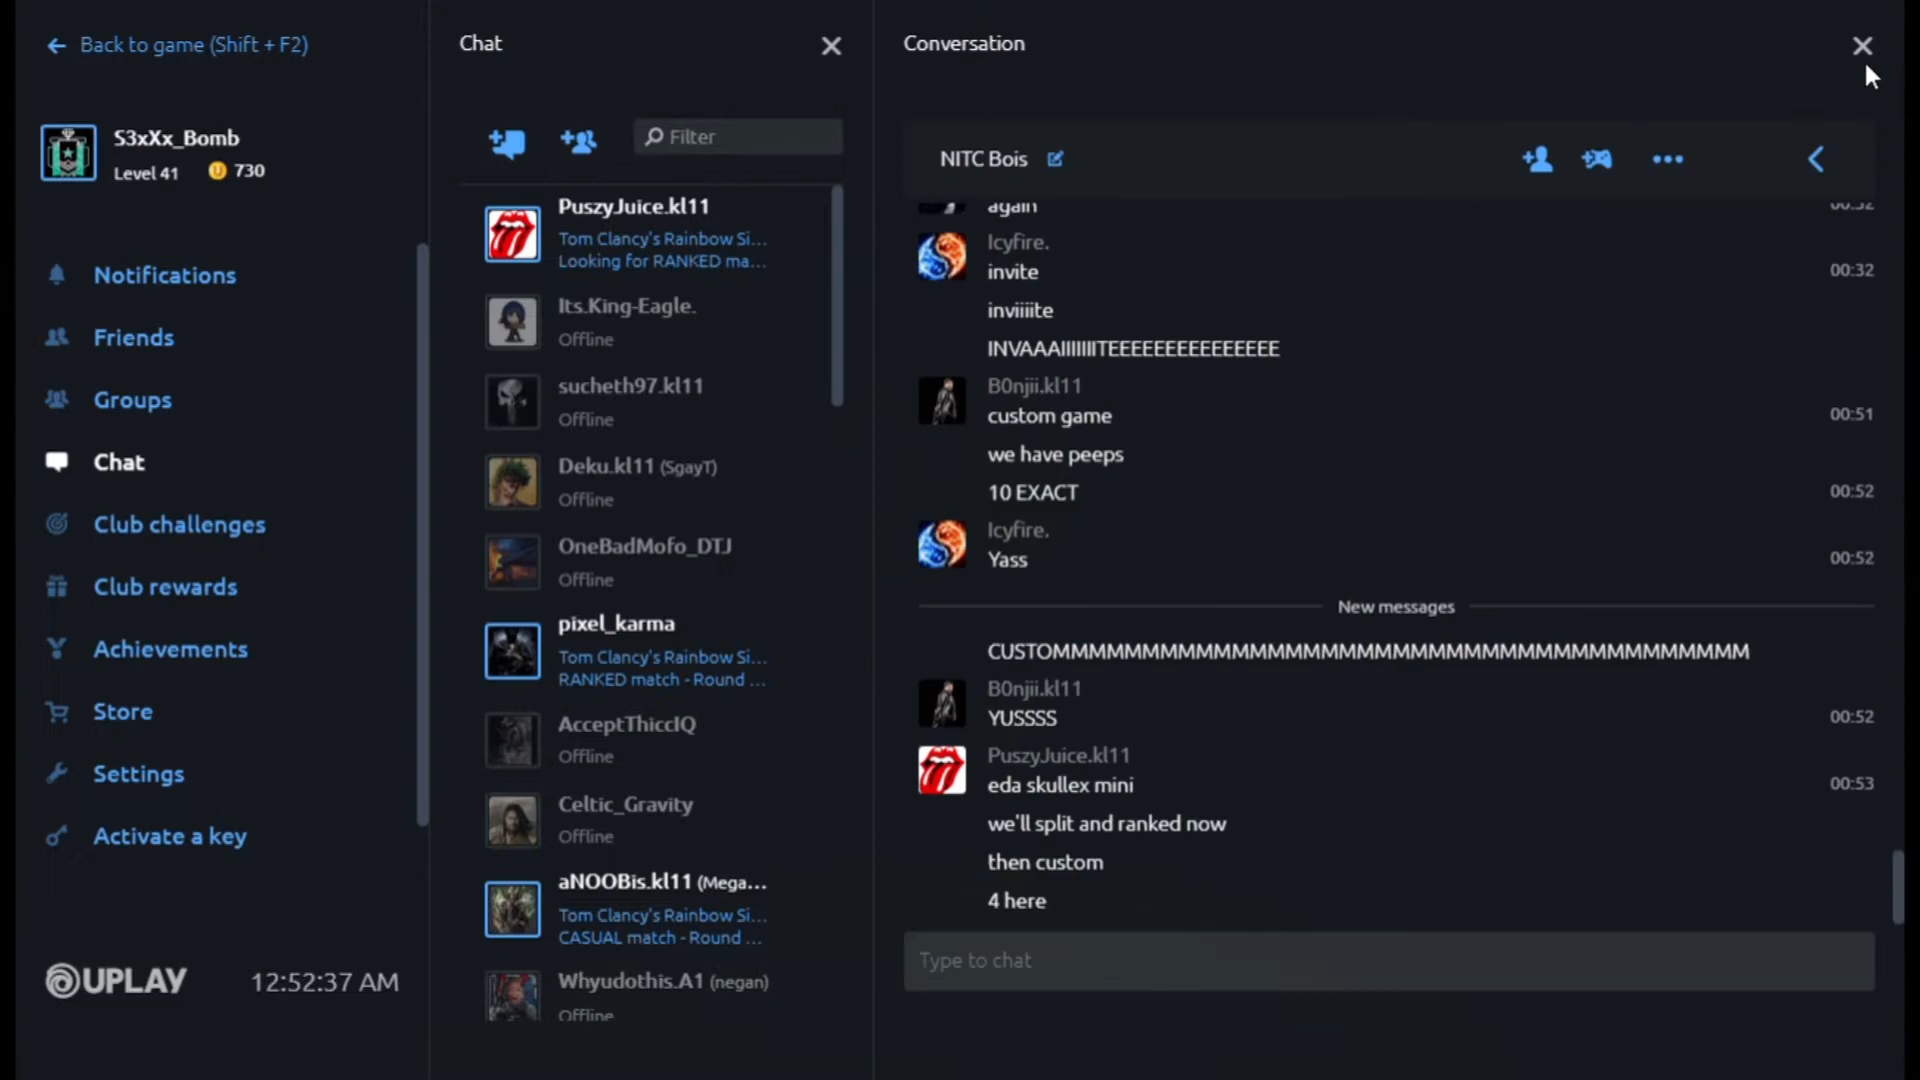 Back to game (Shift + F2)
S3xXx_Bomb
Level 41
730
Notifications
Friends
Groups
Chat
Club challenges
Club rewards
Achievements
Store
Settings
Activate a key
UPLAY
12:52:37 AM
Chat
Filter
PuszyJuice.kl11
Tom Clancy's Rainbow Si...
Looking for RANKED ma...
Its.King-Eagle.
Offline
sucheth97.kl11
Offline
Deku.kl11 (SgayT)
Offline
OneBadMofo_DTJ
Offline
pixel_karma
Tom Clancy's Rainbow Si...
RANKED match - Round ...
AcceptThiccIQ
Offline
Celtic_Gravity
Offline
aNOOBis.kl11 (Mega...
Tom Clancy's Rainbow Si...
CASUAL match - Round ...
Whyudothis.A1 (negan)
Offline
Conversation
NITC Bois
again 00:32
Icyfire.
invite 00:32
inviiiite
INVAAAIIIIIIITEEEEEEEEEEEEEEE
B0njii.kl11
custom game 00:51
we have peeps
10 EXACT 00:52
Icyfire.
Yass 00:52
New messages
CUSTOMMMMMMMMMMMMMMMMMMMMMMMMMMMMMMMMMMMMMMM
B0njii.kl11
YUSSSS 00:52
PuszyJuice.kl11
eda skullex mini 00:53
we'll split and ranked now
then custom
4 here
Type to chat